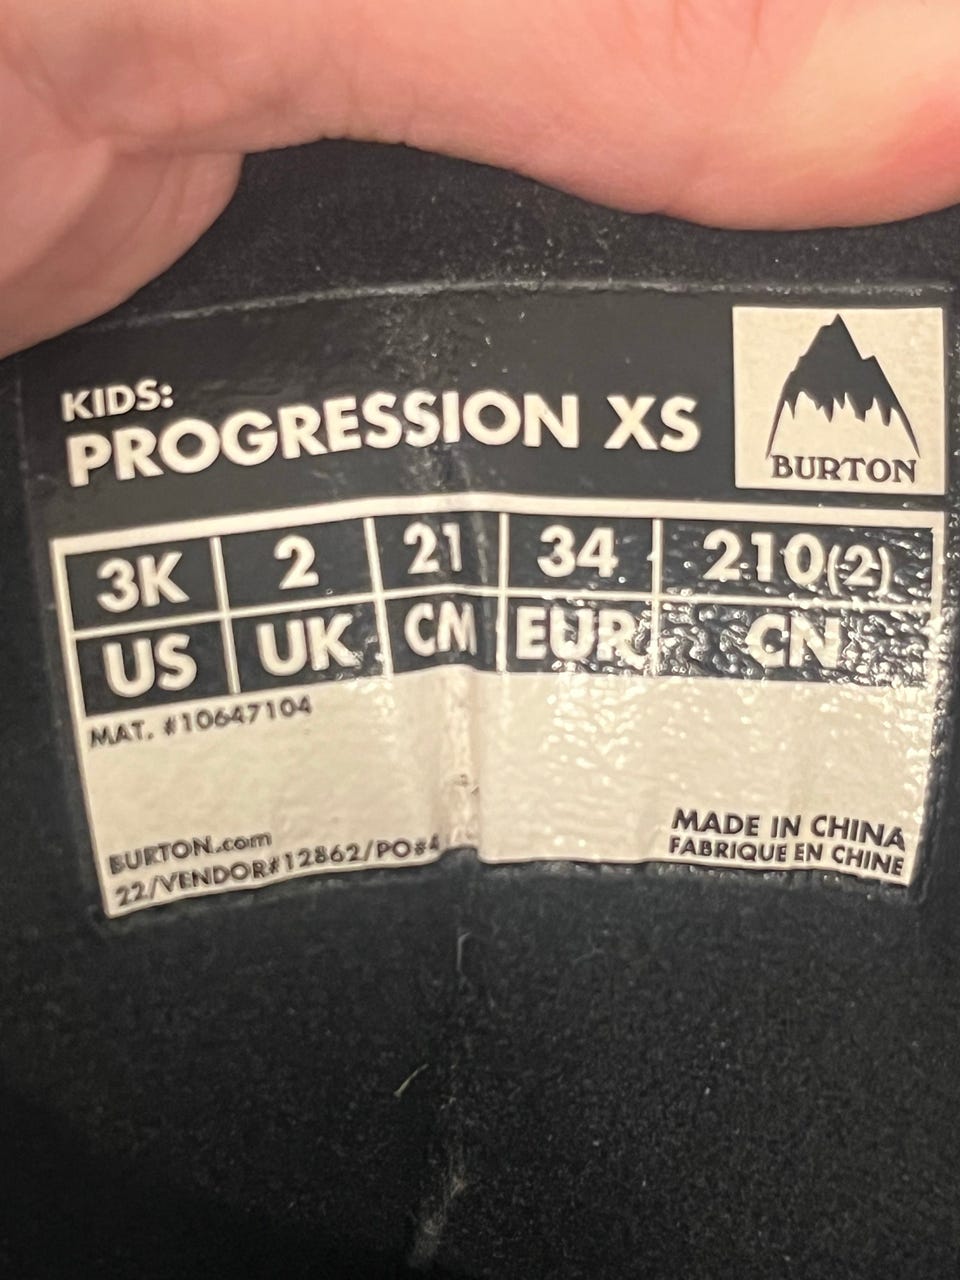 KIDS:
PROGRESSION XS
BURTON
3K 2 21 34 210(2)
US UK CM EUR CN
MAT. #10647104
BURTON.com
22/VENDOR#12862/PO#4
MADE IN CHINA
FABRIQUE EN CHINE